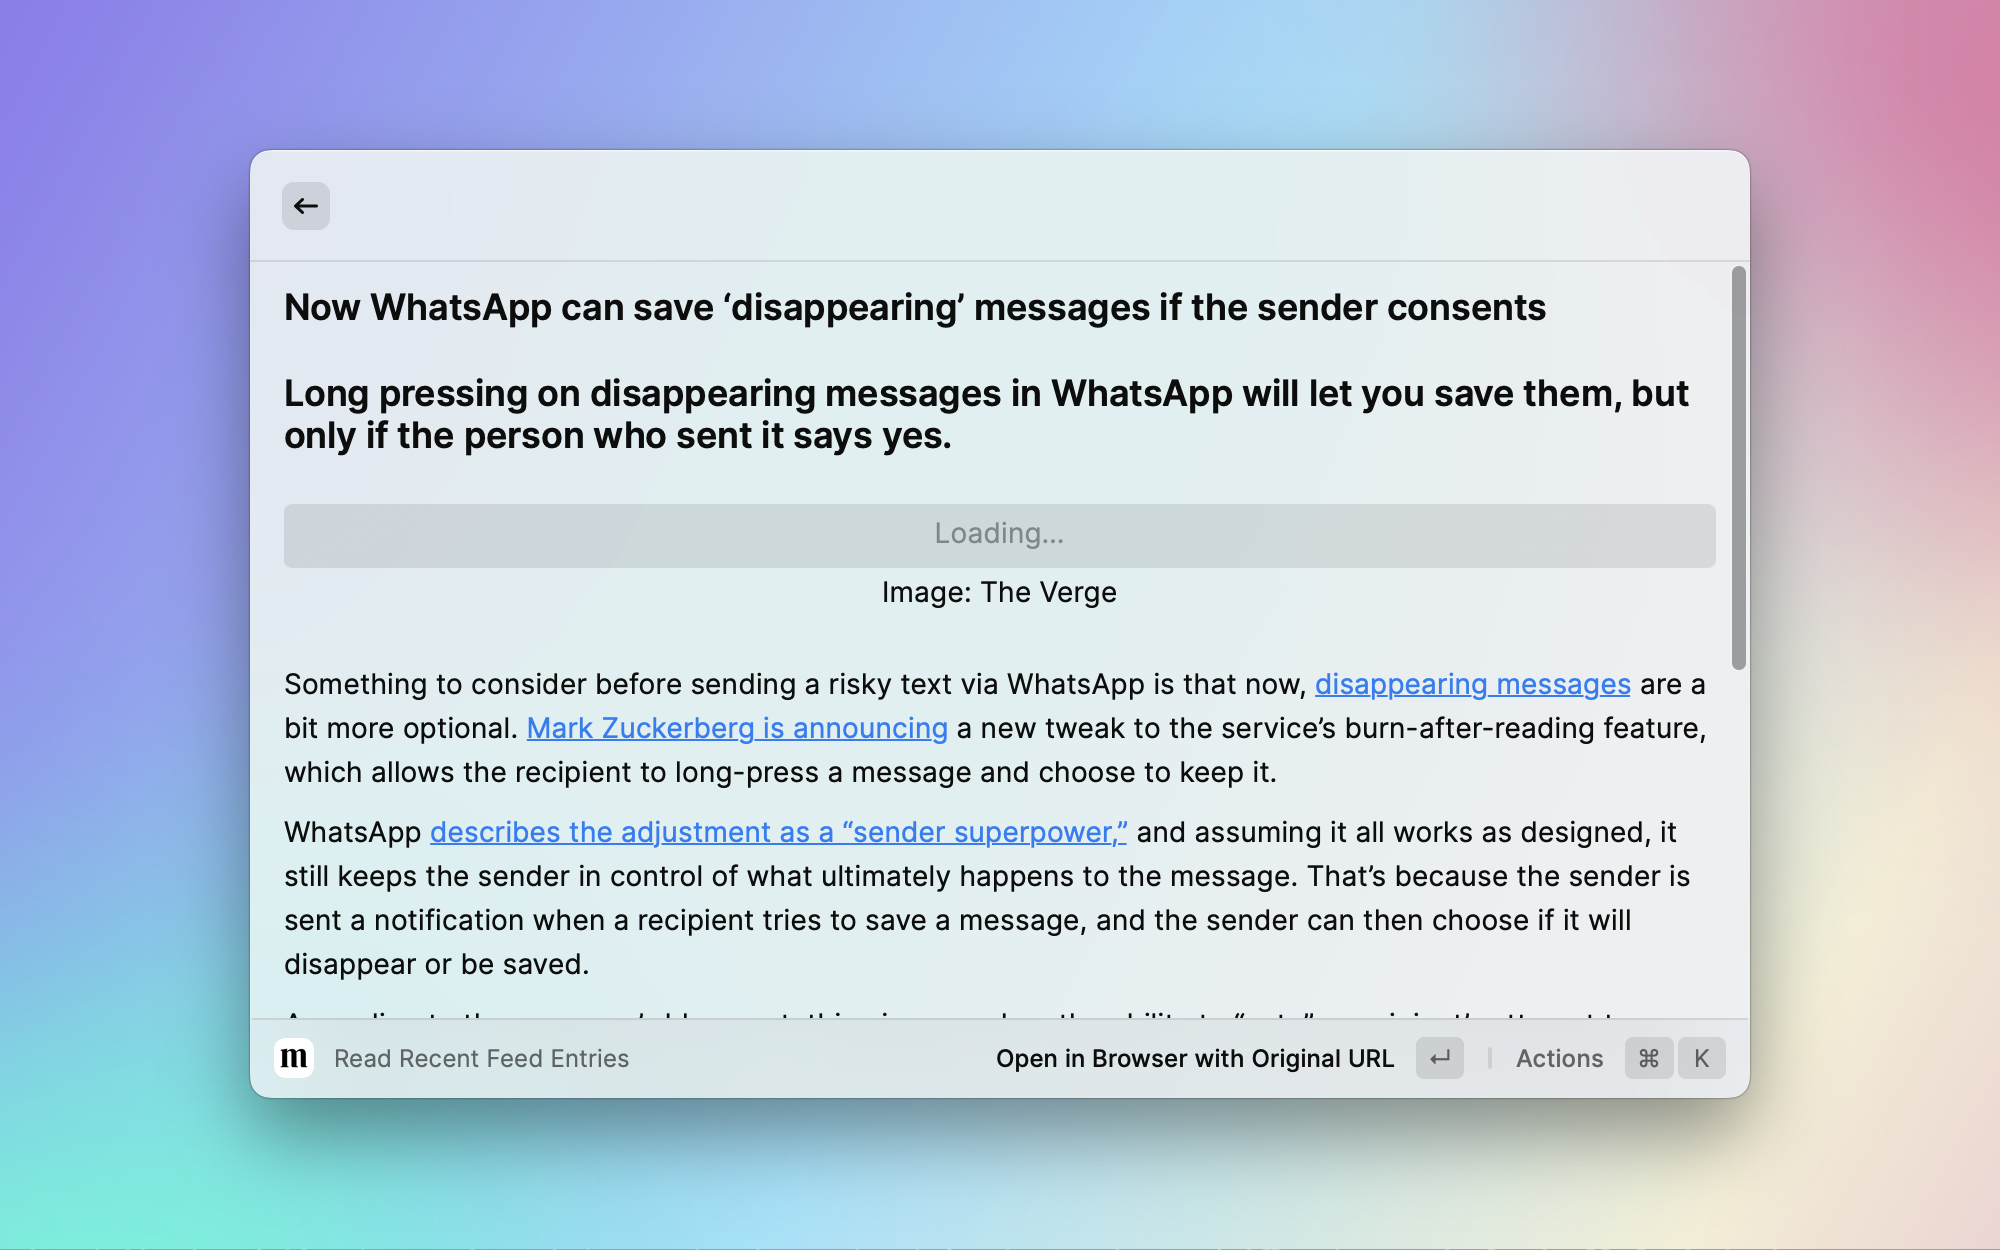 Now WhatsApp can save ‘disappearing’ messages if the sender consents
Long pressing on disappearing messages in WhatsApp will let you save them, but
only if the person who sent it says yes.
Loading...
Image: The Verge
Something to consider before sending a risky text via WhatsApp is that now, disappearing messages are a
bit more optional. Mark Zuckerberg is announcing a new tweak to the service’s burn-after-reading feature,
which allows the recipient to long-press a message and choose to keep it.
WhatsApp describes the adjustment as a “sender superpower,” and assuming it all works as designed, it
still keeps the sender in control of what ultimately happens to the message. That’s because the sender is
sent a notification when a recipient tries to save a message, and the sender can then choose if it will
disappear or be saved.
m Read Recent Feed Entries
Open in Browser with Original URL ↵ Actions ⌘ K